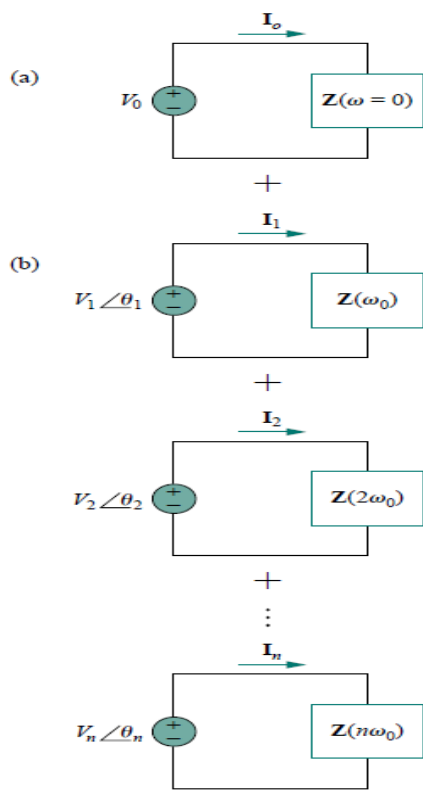 I_o
(a)
V_0
+
−
Z(ω = 0)
+
I_1
(b)
V_1 ∠θ_1
+
−
Z(ω_0)
+
I_2
V_2 ∠θ_2
+
−
Z(2ω_0)
+
⋮
I_n
V_n ∠θ_n
+
−
Z(nω_0)